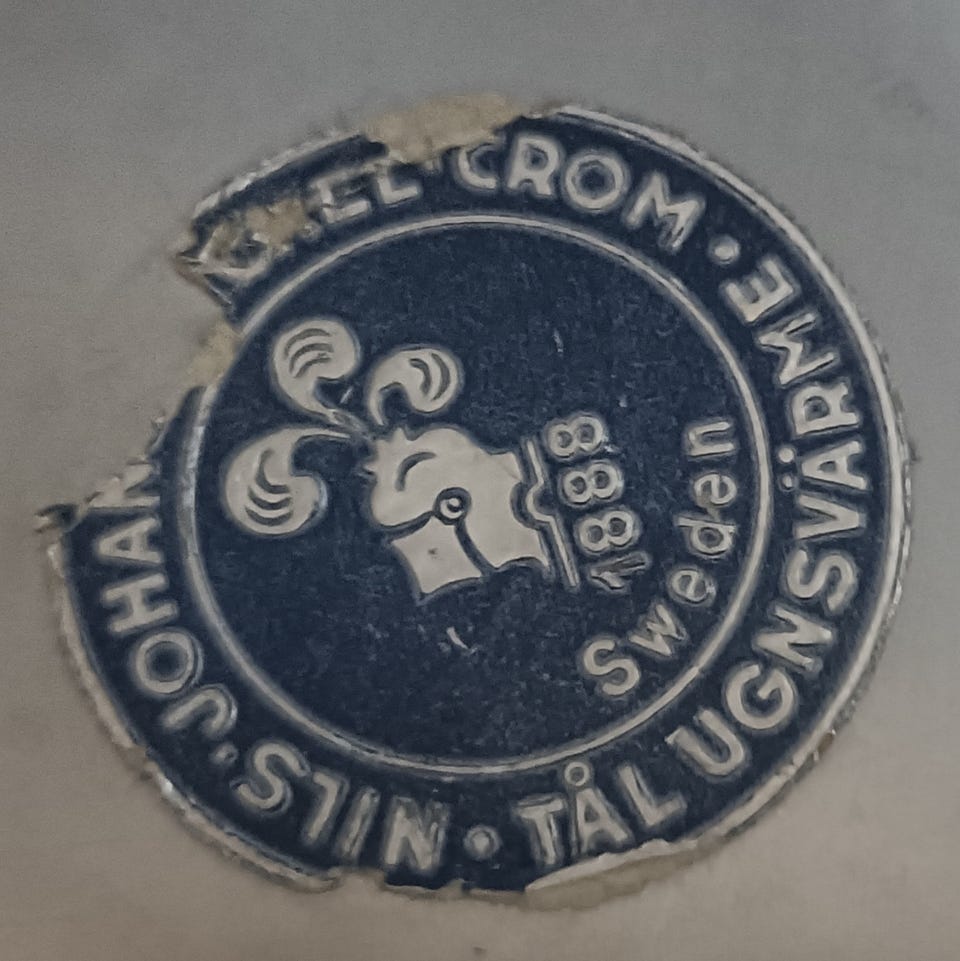 NILS JOHAN
CROM
TÅL UGNSVÄRME
1888
Sweden